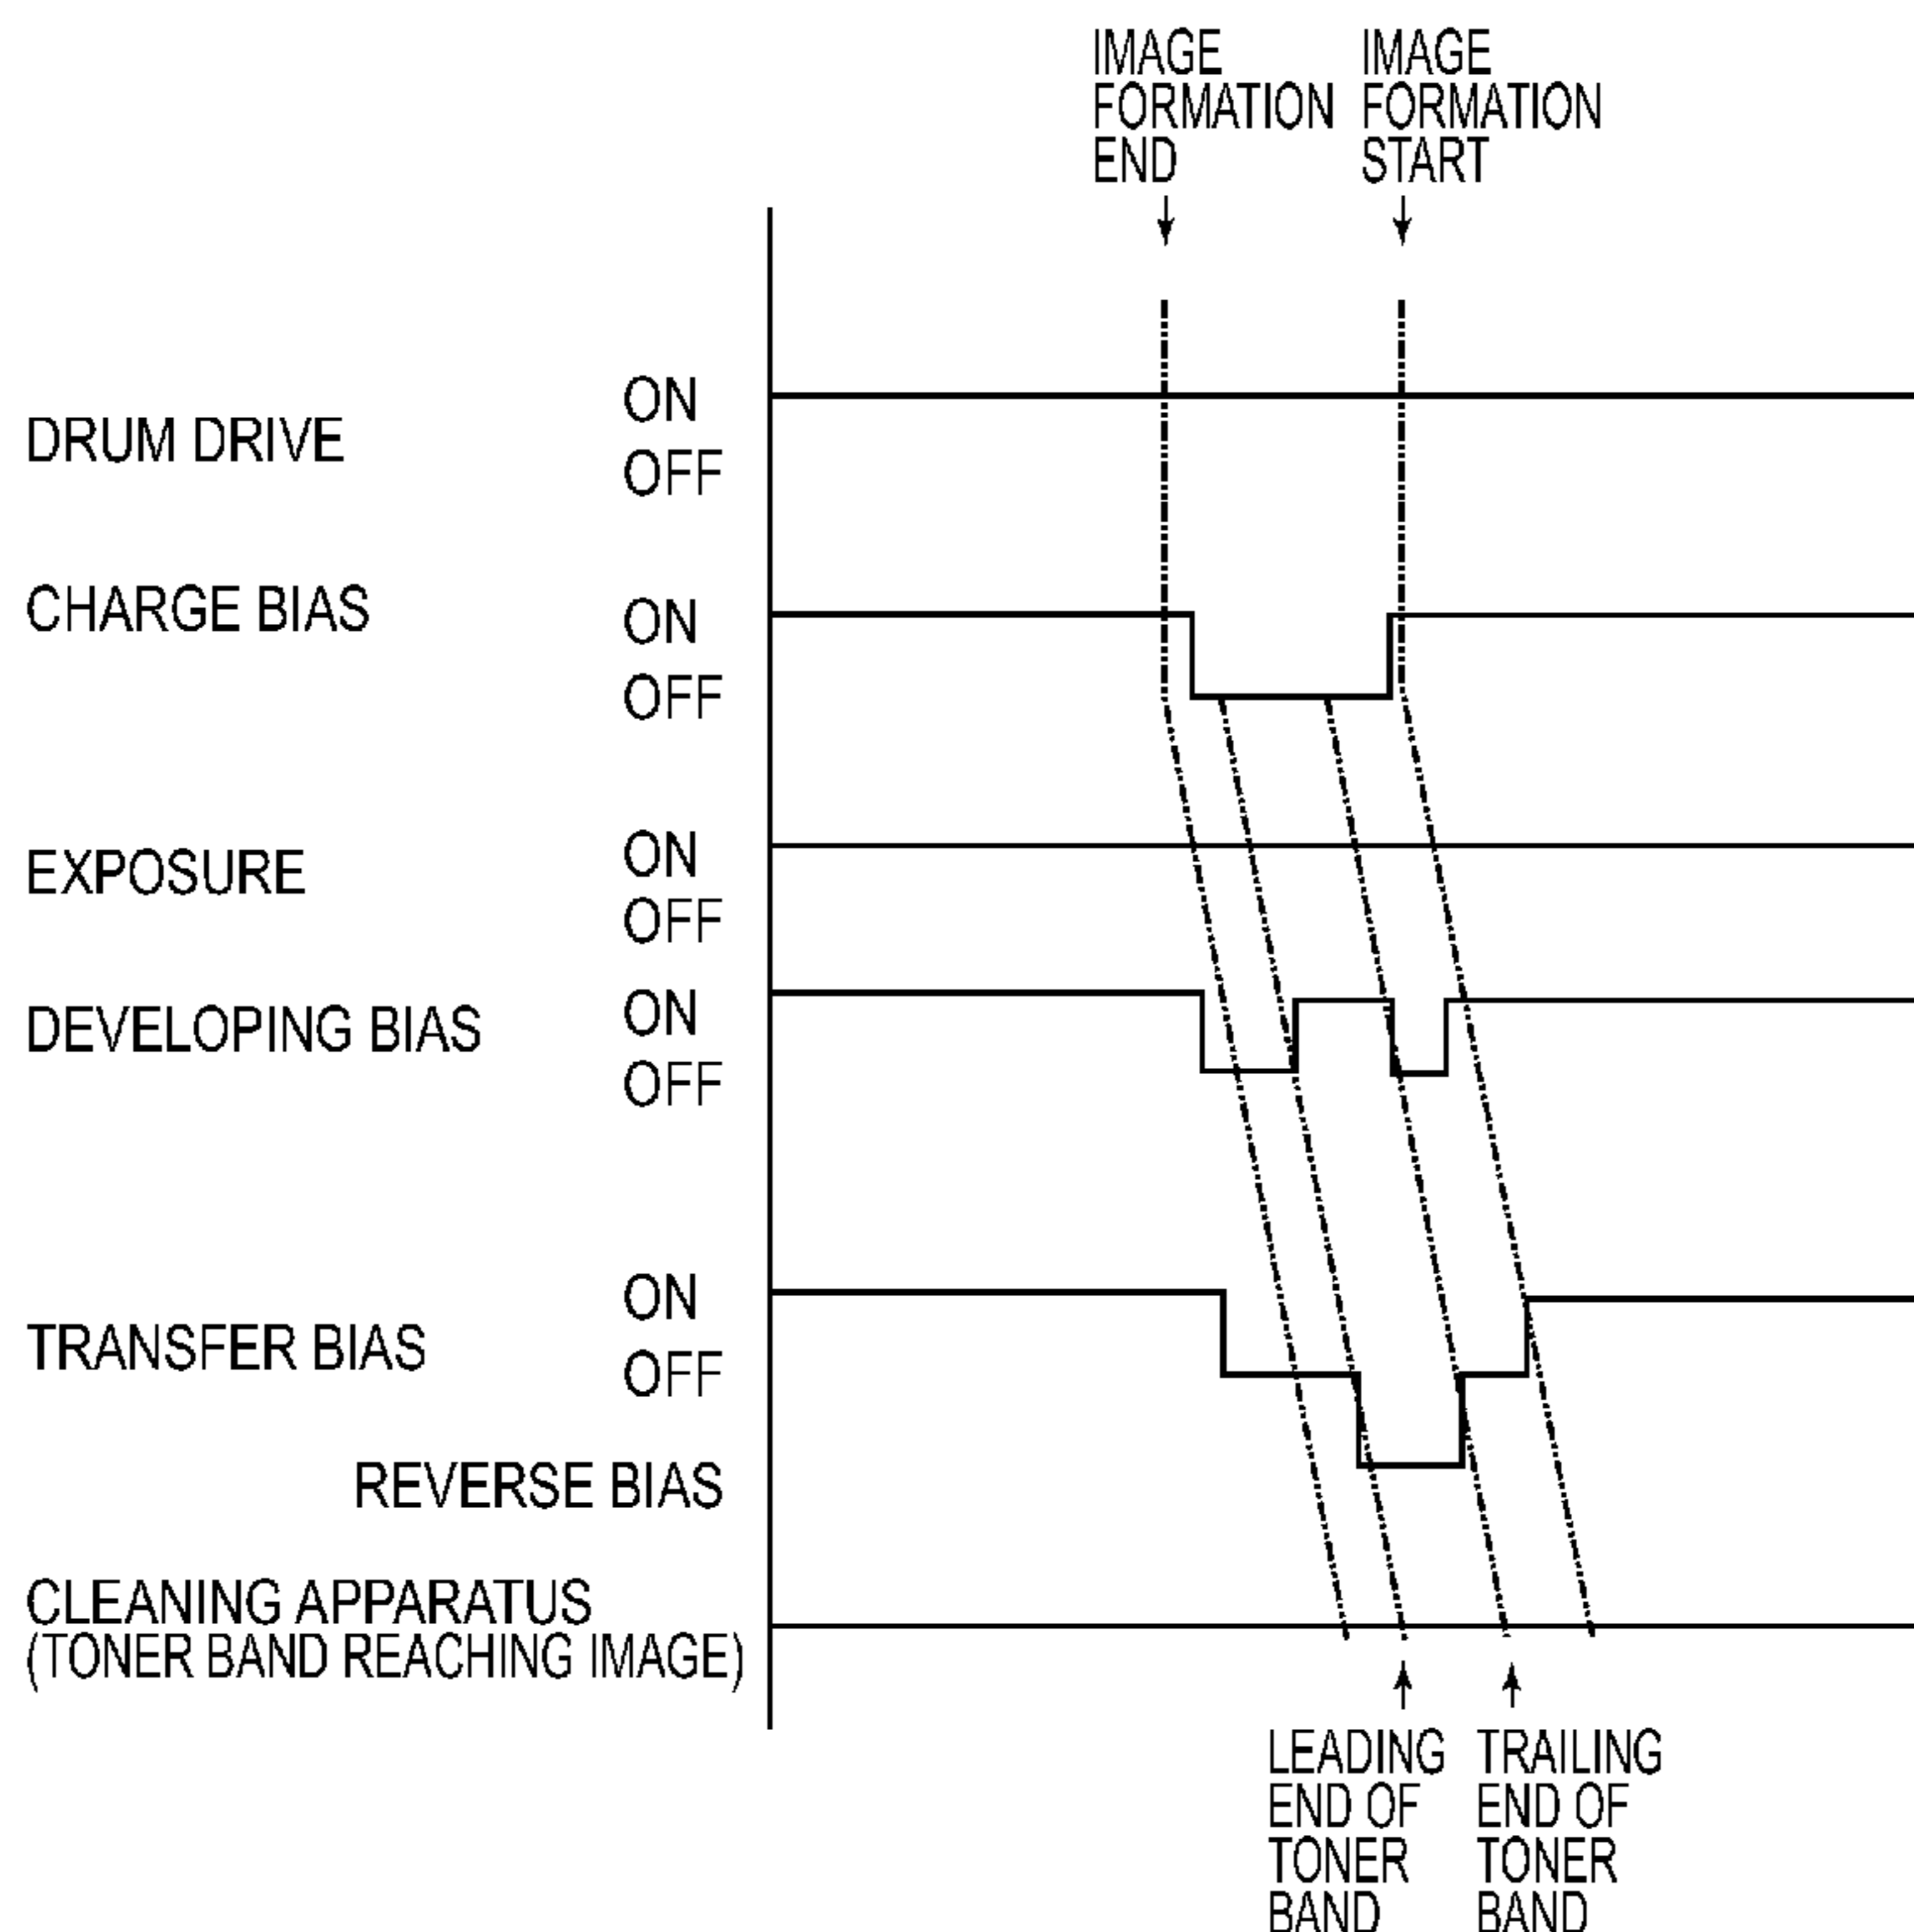 IMAGE
FORMATION
END
IMAGE
FORMATION
START
DRUM DRIVE
ON
OFF
CHARGE BIAS
ON
OFF
EXPOSURE
ON
OFF
DEVELOPING BIAS
ON
OFF
TRANSFER BIAS
ON
OFF
REVERSE BIAS
CLEANING APPARATUS
(TONER BAND REACHING IMAGE)
LEADING
END OF
TONER
BAND
TRAILING
END OF
TONER
BAND